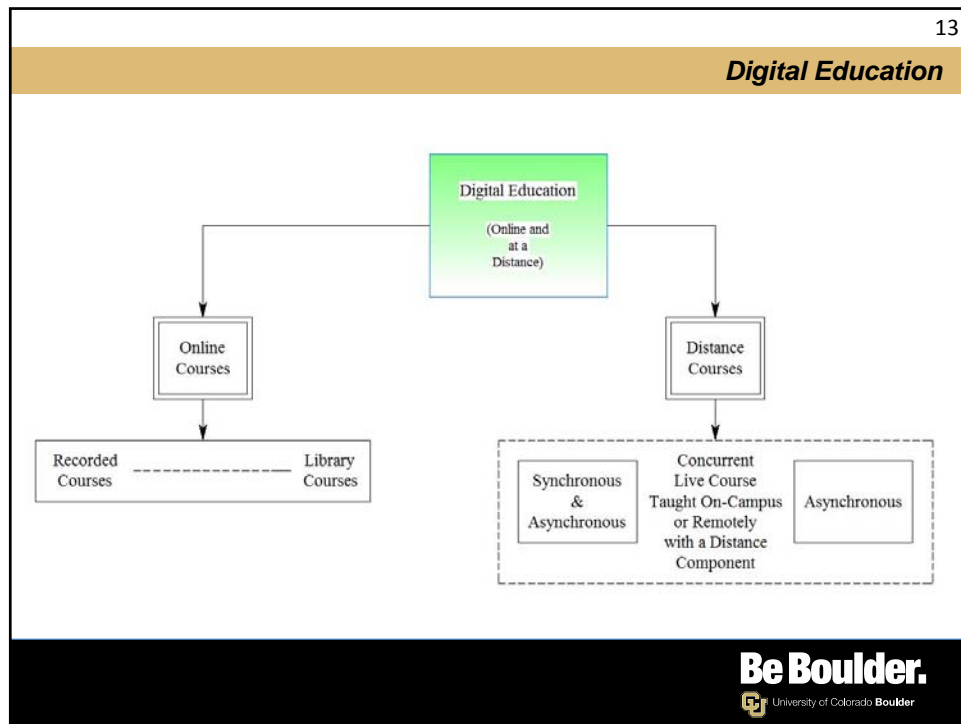 13
Digital Education
Digital Education
(Online and
at a
Distance)
Online
Courses
Distance
Courses
Recorded
Courses
Library
Courses
Synchronous
&
Asynchronous
Concurrent
Live Course
Taught On-Campus
or Remotely
with a Distance
Component
Asynchronous
Be Boulder.
CU
University of Colorado Boulder